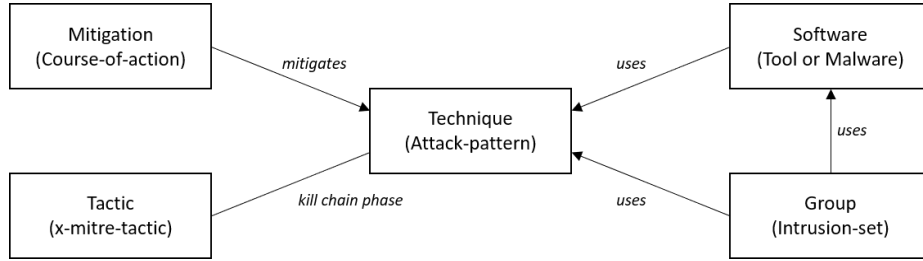 Mitigation
(Course-of-action)
Software
(Tool or Malware)
mitigates
uses
Technique
(Attack-pattern)
uses
Tactic
(x-mitre-tactic)
kill chain phase
uses
Group
(Intrusion-set)